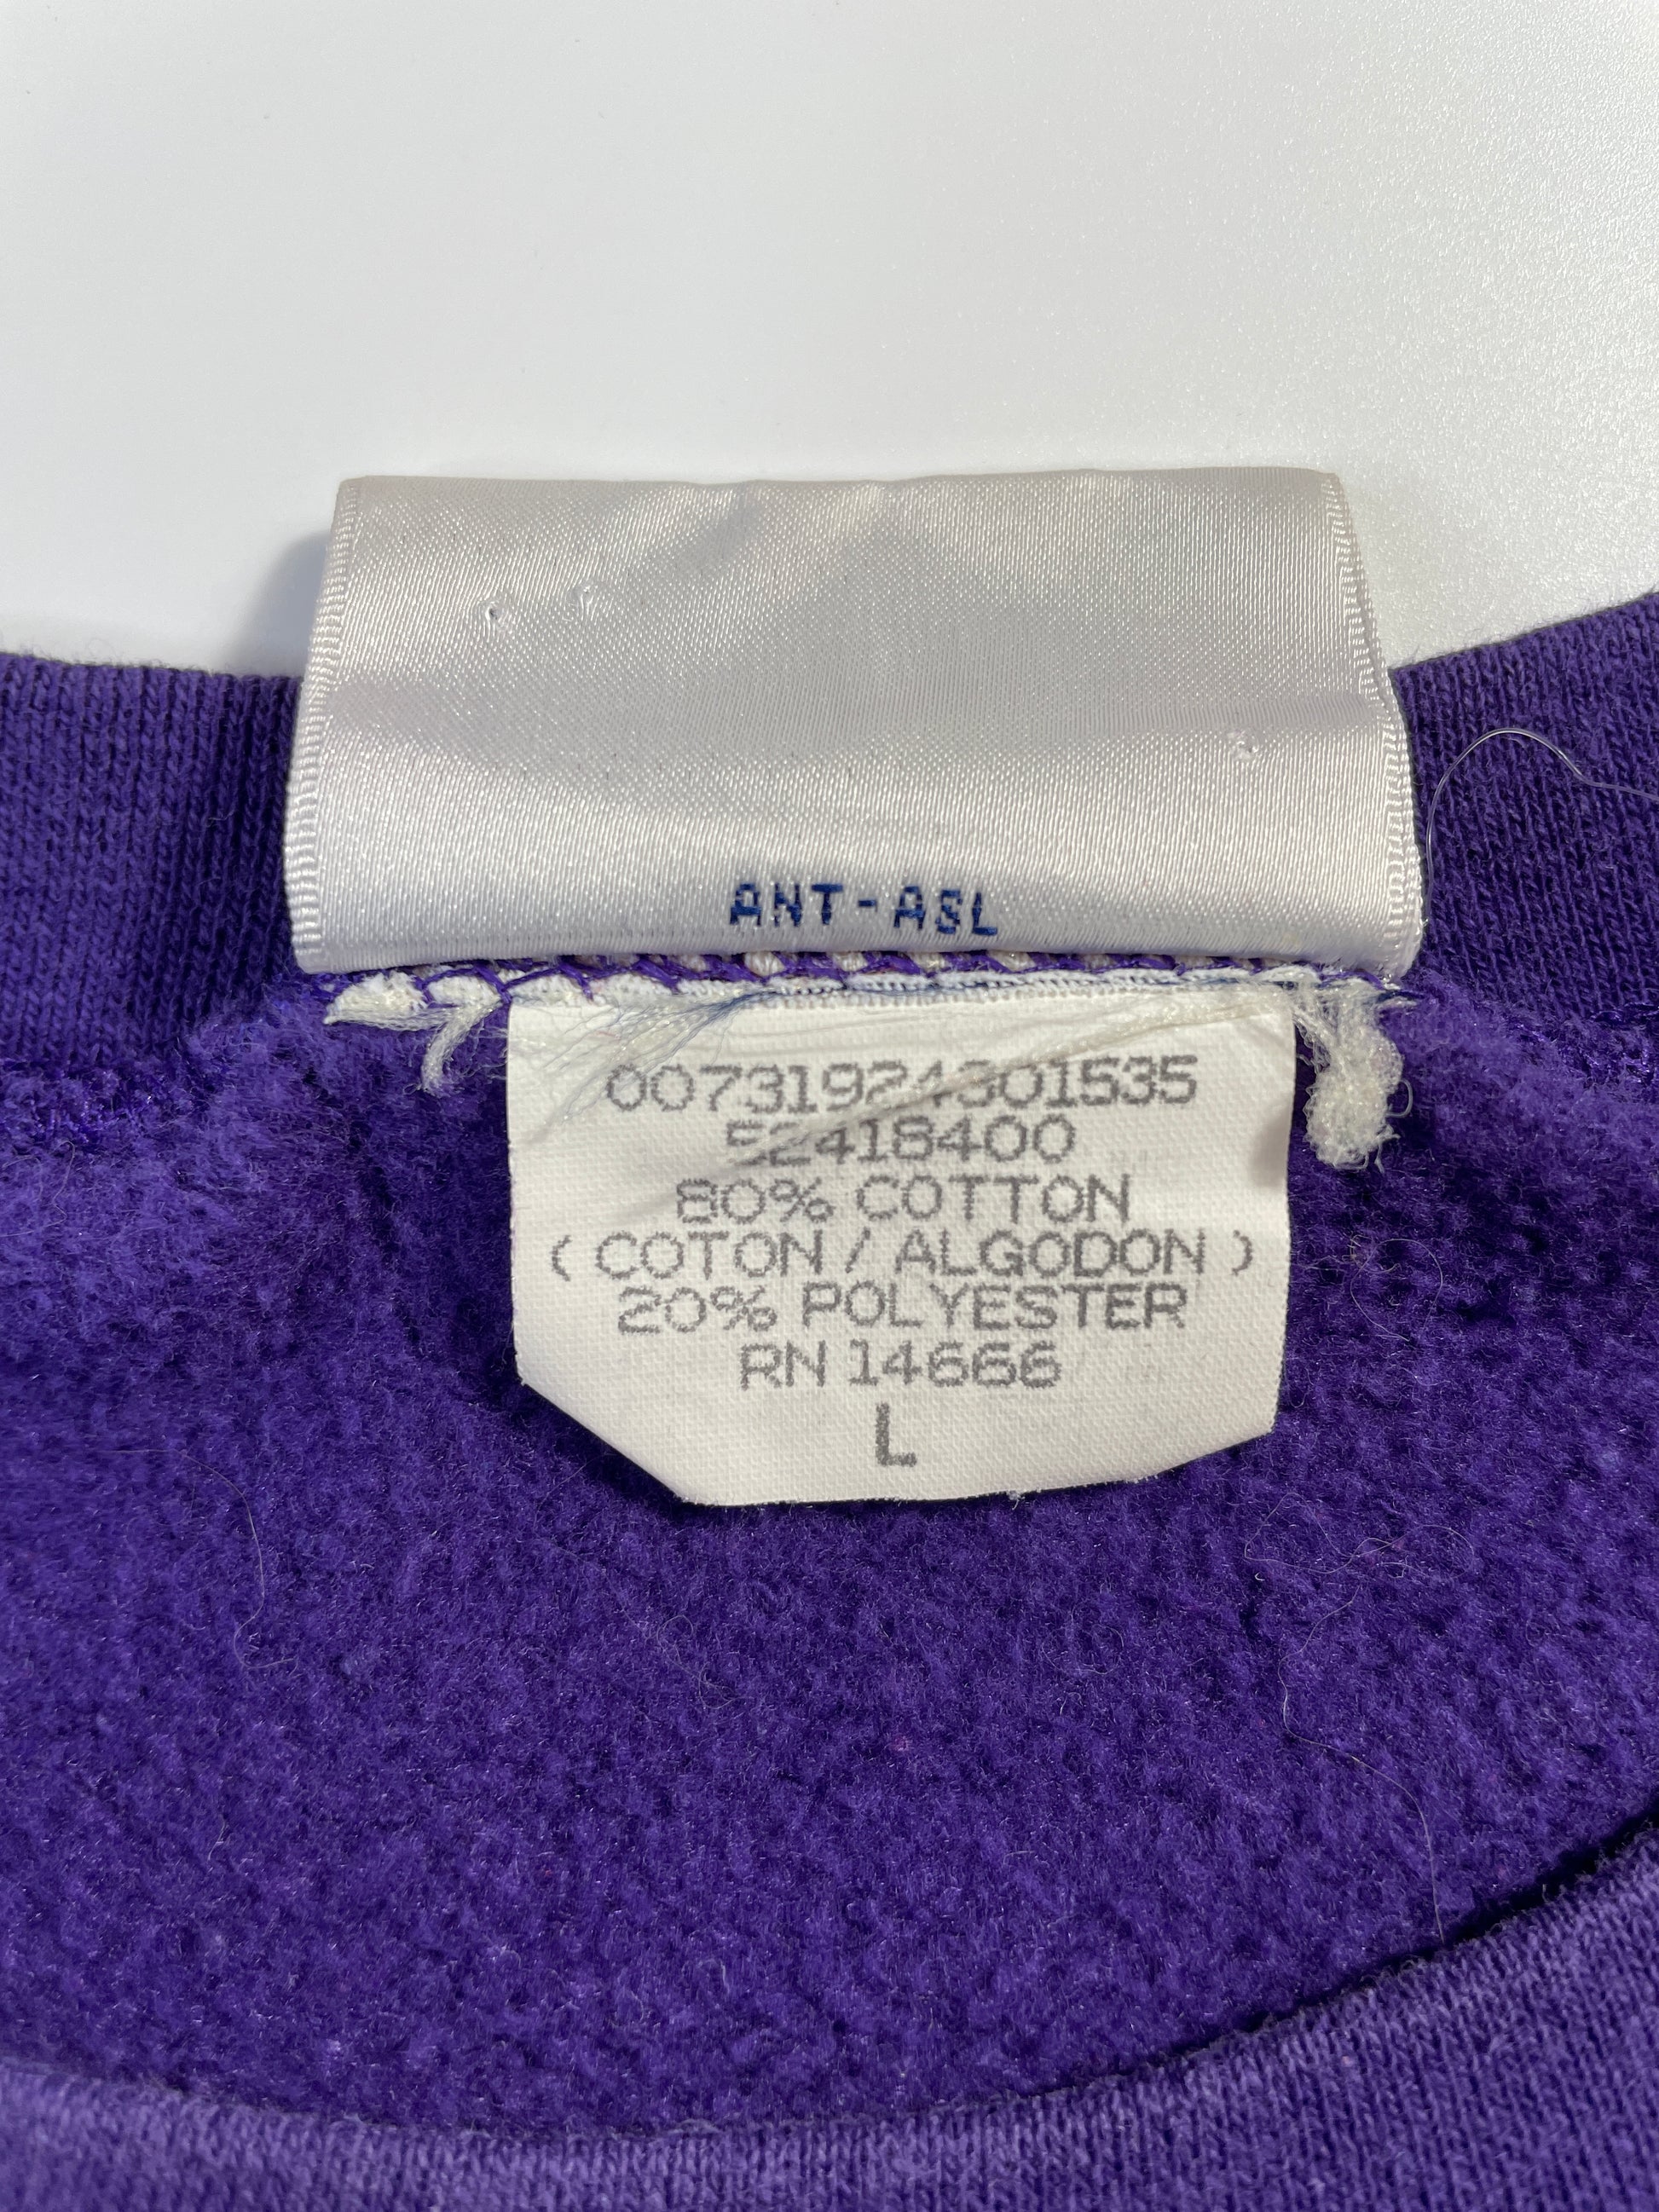 ANT-ASL
00731924301535
52418400
80% COTTON
( COTON / ALGODON )
20% POLYESTER
RN 14666
L